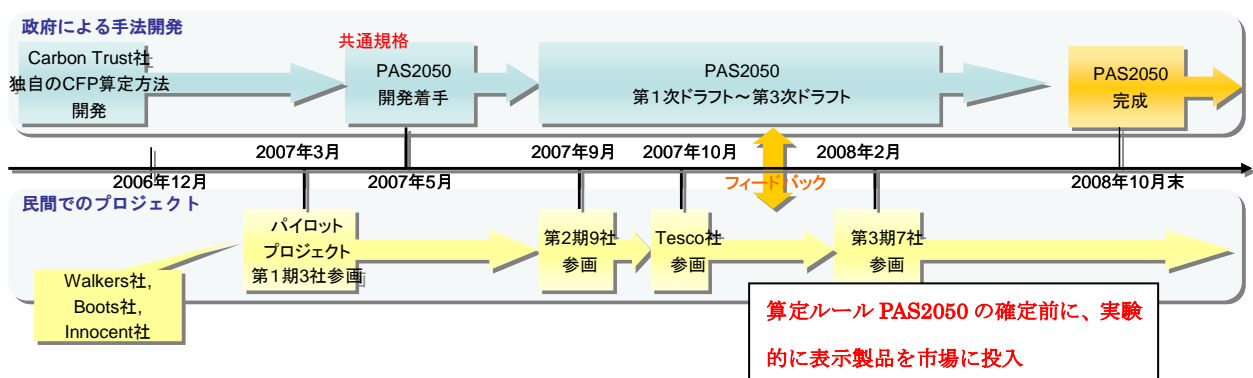 政府による手法開発
Carbon Trust社
独自のCFP算定方法
開発
共通規格
PAS2050
開発着手
PAS2050
第1次ドラフト～第3次ドラフト
PAS2050
完成
2007年3月
2007年9月
2007年10月
2008年2月
2006年12月
2007年5月
フィードバック
2008年10月末
民間でのプロジェクト
パイロット
プロジェクト
第1期3社参画
第2期9社
参画
Tesco社
参画
第3期7社
参画
Walkers社,
Boots社,
Innocent社
算定ルール PAS2050 の確定前に、実験
的に表示製品を市場に投入